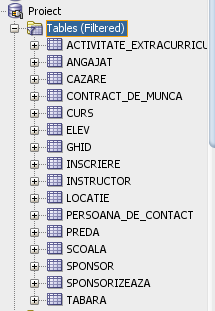 Proiect
Tables (Filtered)
ACTIVITATE_EXTRACURRICU
ANGAJAT
CAZARE
CONTRACT_DE_MUNCA
CURS
ELEV
GHID
INSCRIERE
INSTRUCTOR
LOCATIE
PERSOANA_DE_CONTACT
PREDA
SCOALA
SPONSOR
SPONSORIZEAZA
TABARA